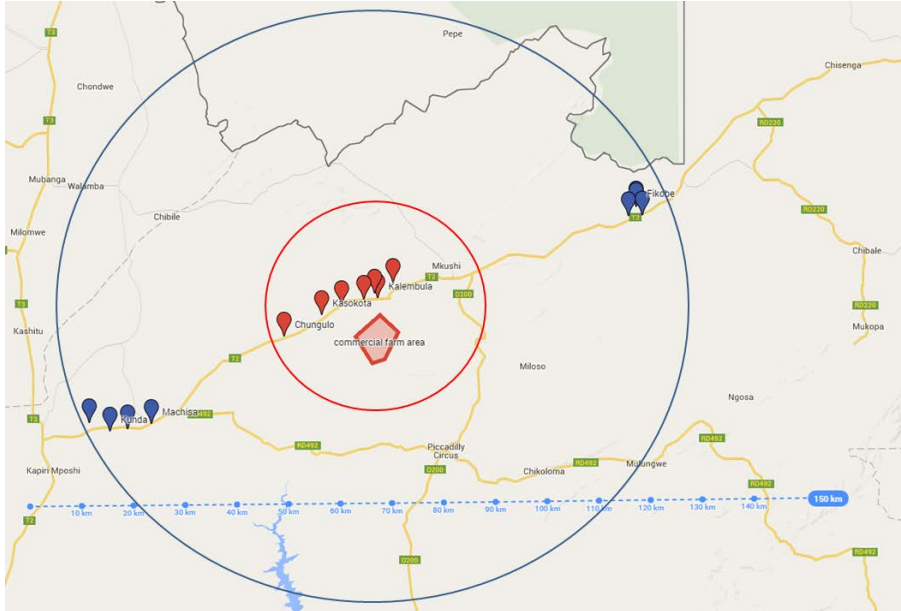 Pepe
T3
Chisenga
Chondwe
T3
RD220
Mubanga
Walamba
Fikobe
RD220
Chibile
T2
Milomwe
Chibale
Mkushi
T2
Kalembula
D200
T3
Kasokota
Mukopa
Kashitu
Chungulo
commercial farm area
RD220
T2
Miloso
Ngosa
Machisa
RD492
T3
Kunda
RD492
Piccadilly
Circus
RD492
RD492
Kapiri Mposhi
D200
Chikoloma
Mulungwe
RD492
150 km
10 km
20 km
30 km
40 km
50 km
60 km
70 km
80 km
90 km
100 km
110 km
120 km
130 km
140 km
T2
RD492
D200
RD492